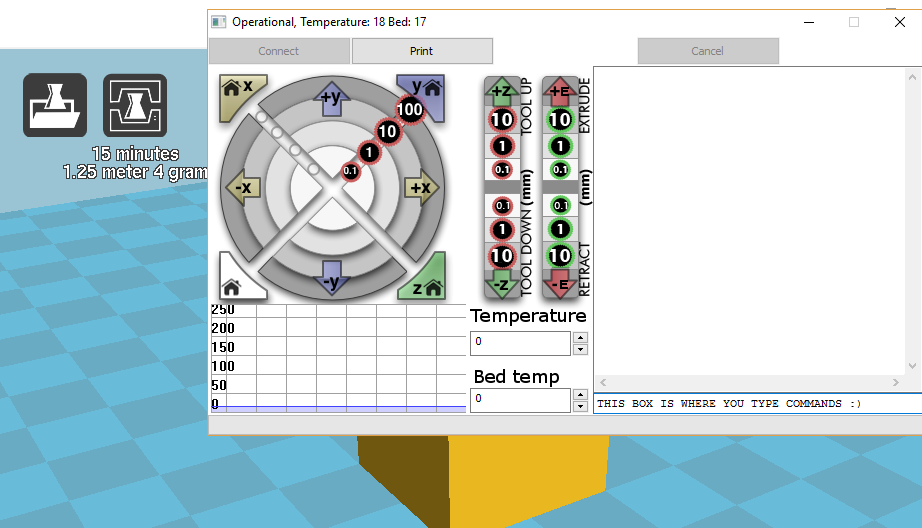 Operational, Temperature: 18 Bed: 17
Connect
Print
Cancel
x
y
+y
100
10
1
0.1
-x
+x
-y
z
+z
10
1
0.1
0.1
1
10
-z
TOOL UP
(mm)
TOOL DOWN
+E
10
1
0.1
0.1
1
10
-E
EXTRUDE
(mm)
RETRACT
15 minutes
1.25 meter 4 gram
250
200
150
100
50
0
Temperature
0
Bed temp
0
THIS BOX IS WHERE YOU TYPE COMMANDS :)